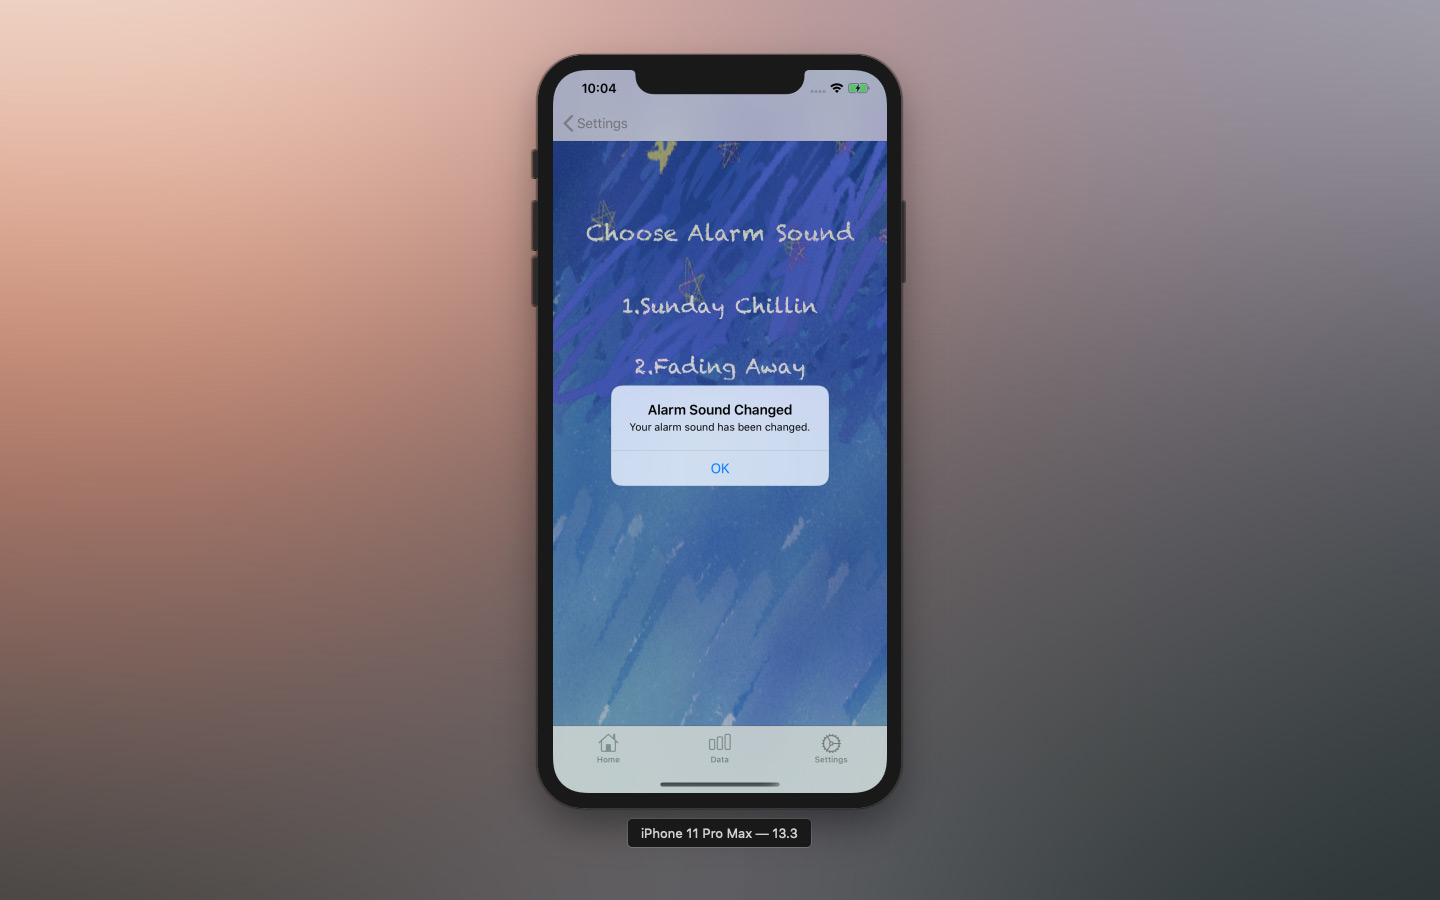 10:04
Settings
Choose Alarm Sound
1.Sunday Chillin
2.Fading Away
Alarm Sound Changed
Your alarm sound has been changed.
OK
Home Data Settings
iPhone 11 Pro Max — 13.3